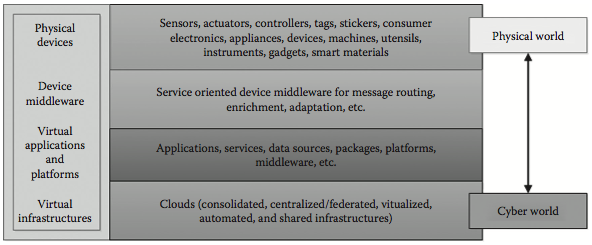 Physical
devices
Sensors, actuators, controllers, tags, stickers, consumer
electronics, appliances, devices, machines, utensils,
instruments, gadgets, smart materials
Physical world
Device
middleware
Service oriented device middleware for message routing,
enrichment, adaptation, etc.
Virtual
applications
and
platforms
Applications, services, data sources, packages, platforms,
middleware, etc.
Virtual
infrastructures
Clouds (consolidated, centralized/federated, vitualized,
automated, and shared infrastructures)
Cyber world